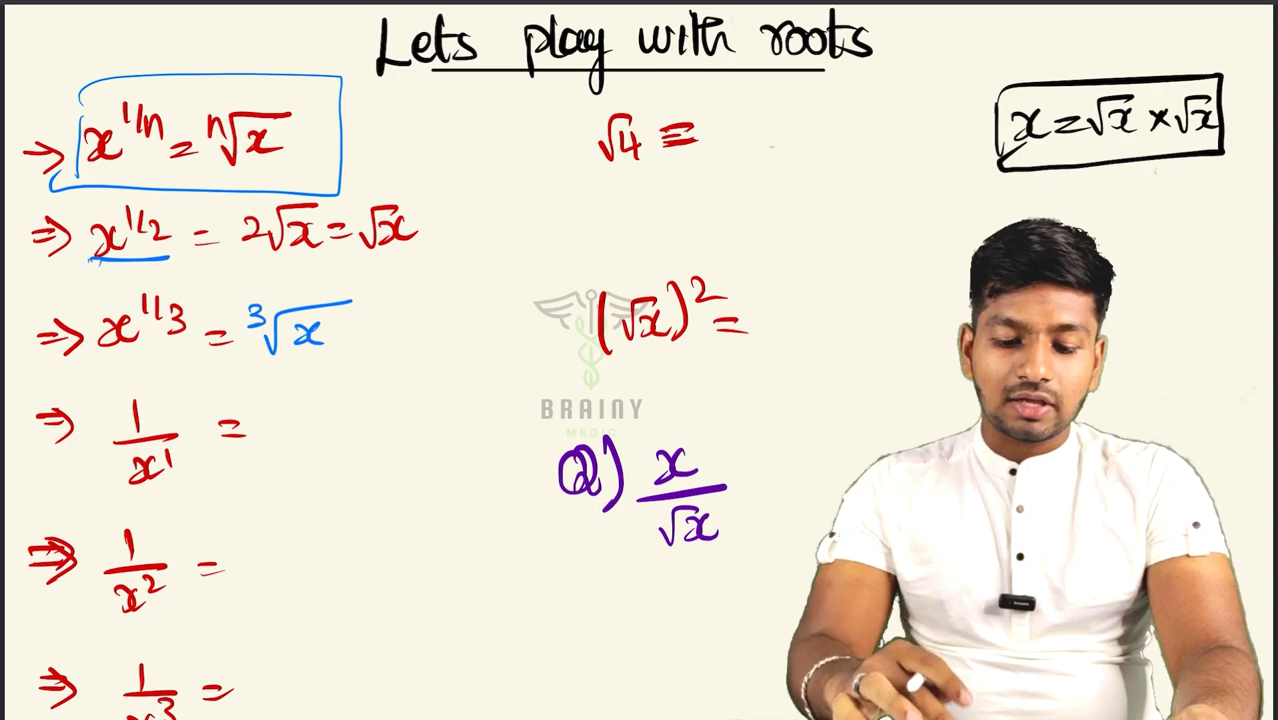 Lets play with roots
⇒ x^1/n = ⁿ√x
√4 =
x = √x × √x
⇒ x^1/2 = 2√x = √x
⇒ x^1/3 = ³√x
(√x)² =
BRAINY
MEDIC
⇒ 1/x¹ =
Q) x/√x
⇒ 1/x² =
⇒ 1/x³ =